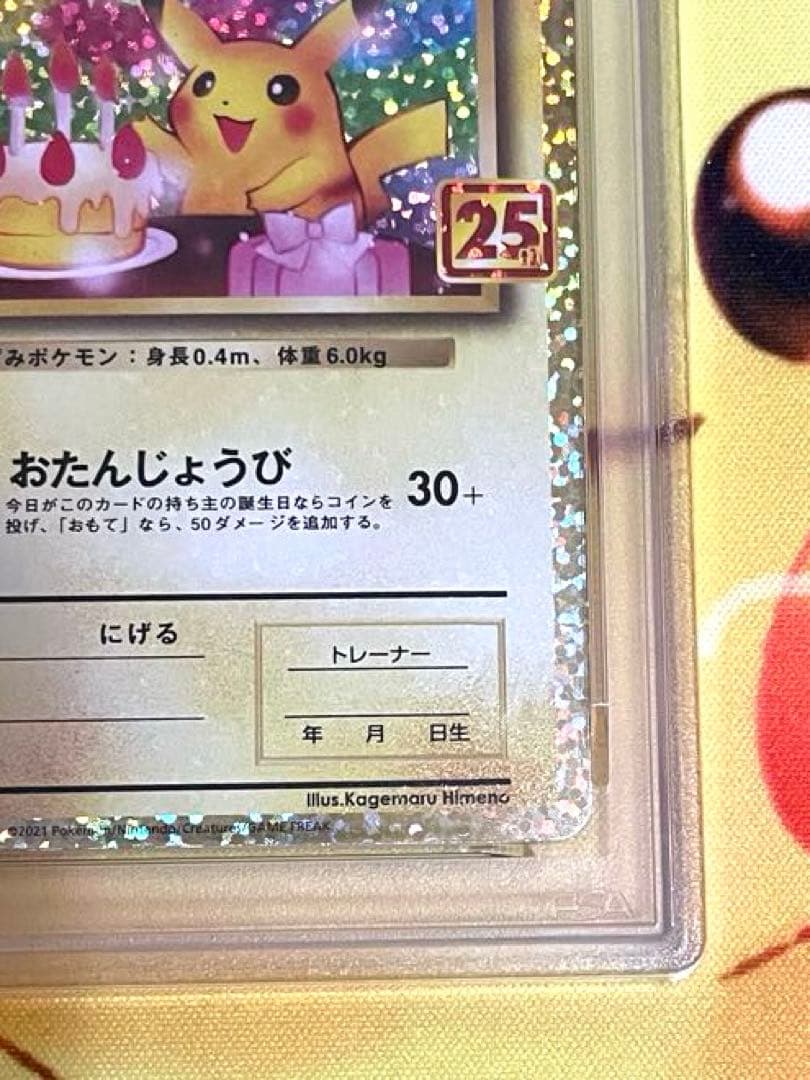 25
th
ずみポケモン：身長0.4m、体重6.0kg
おたんじょうび
30+
今日がこのカードの持ち主の誕生日ならコインを
投げ、「おもて」なら、50ダメージを追加する。
にげる
トレーナー
年 月 日生
Illus.Kagemaru Himeno
©2021 Pokémon/Nintendo/Creatures/GAME FREAK
PSA